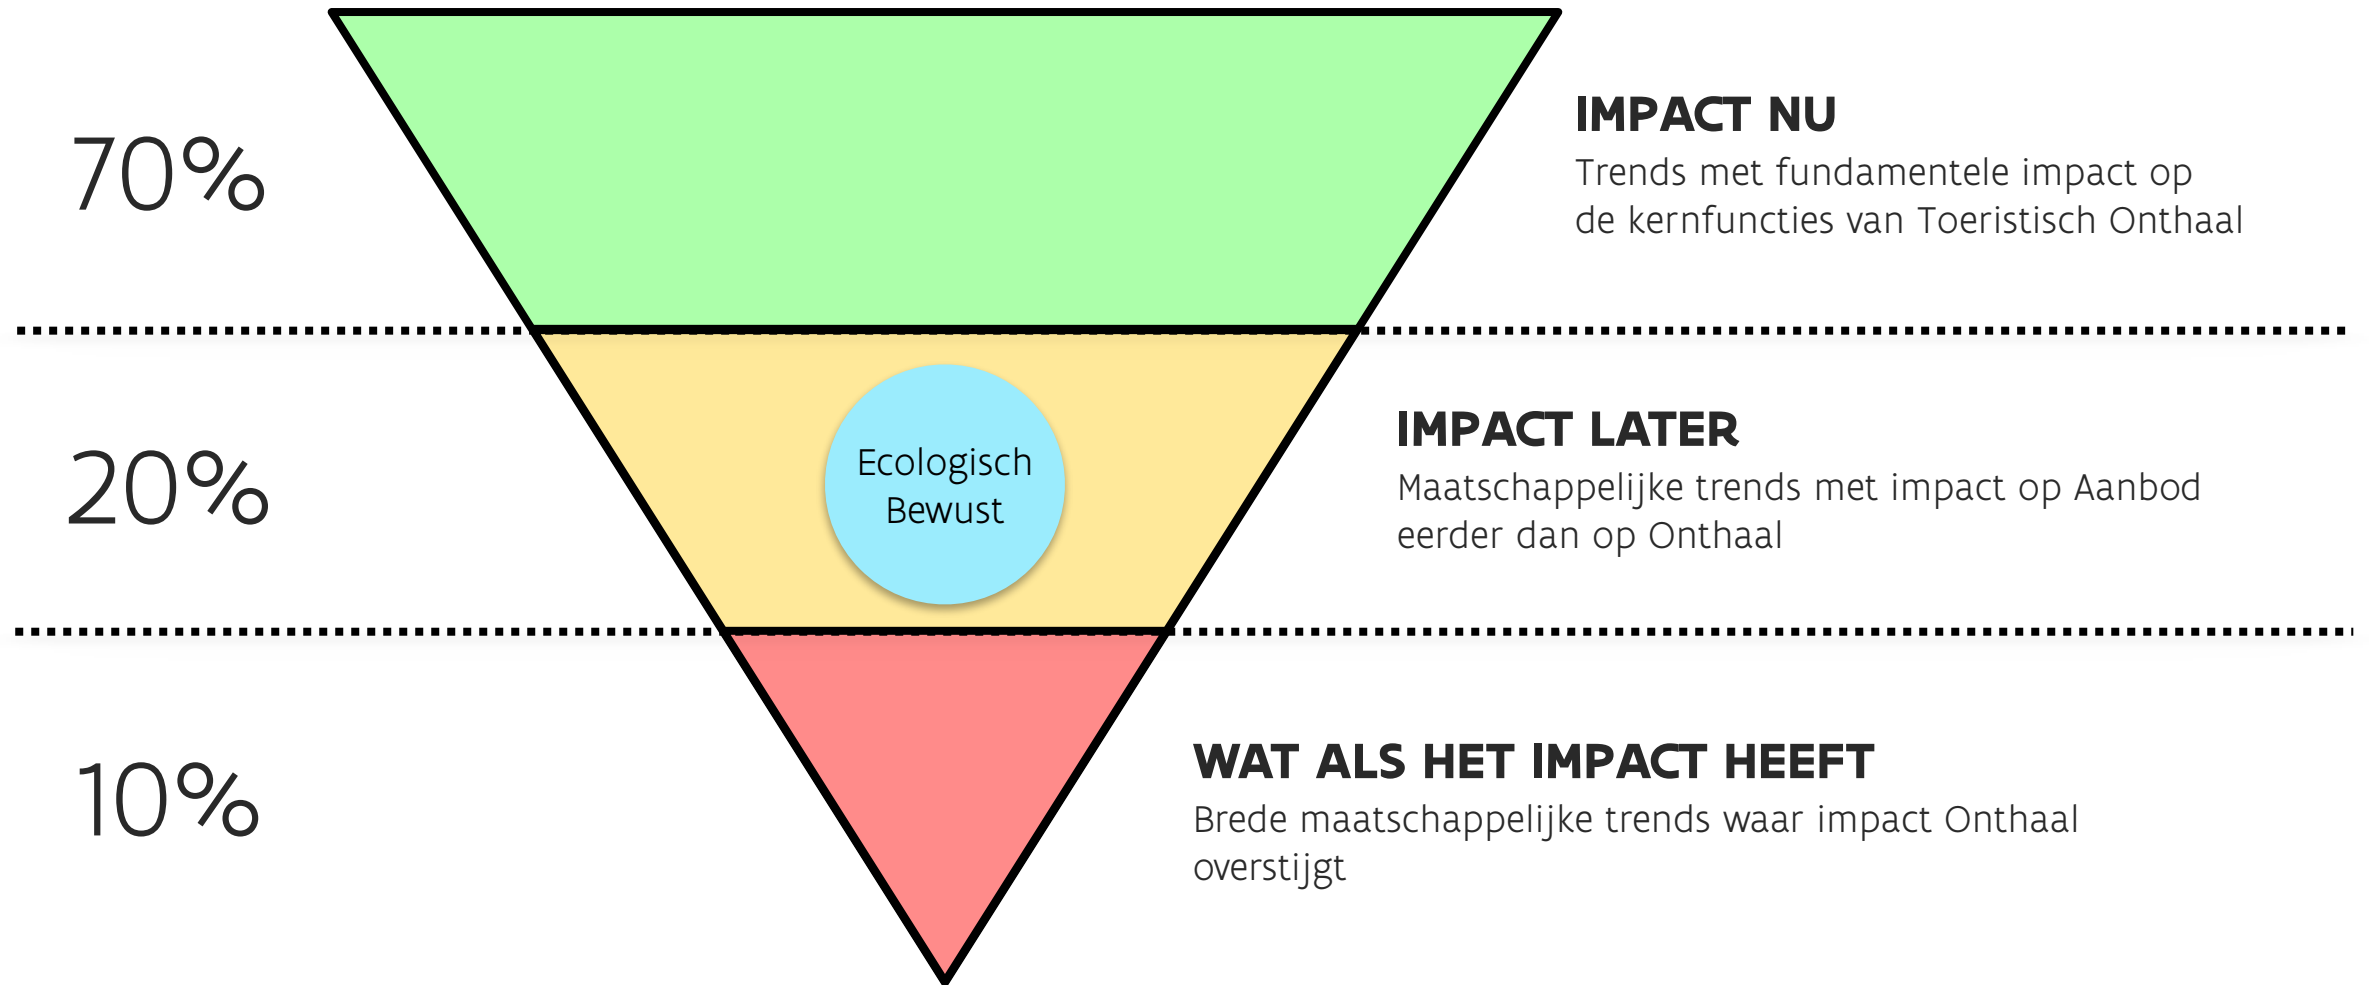 70%
IMPACT NU
Trends met fundamentele impact op
de kernfuncties van Toeristisch Onthaal
20%
Ecologisch
Bewust
IMPACT LATER
Maatschappelijke trends met impact op Aanbod
eerder dan op Onthaal
10%
WAT ALS HET IMPACT HEEFT
Brede maatschappelijke trends waar impact Onthaal
overstijgt